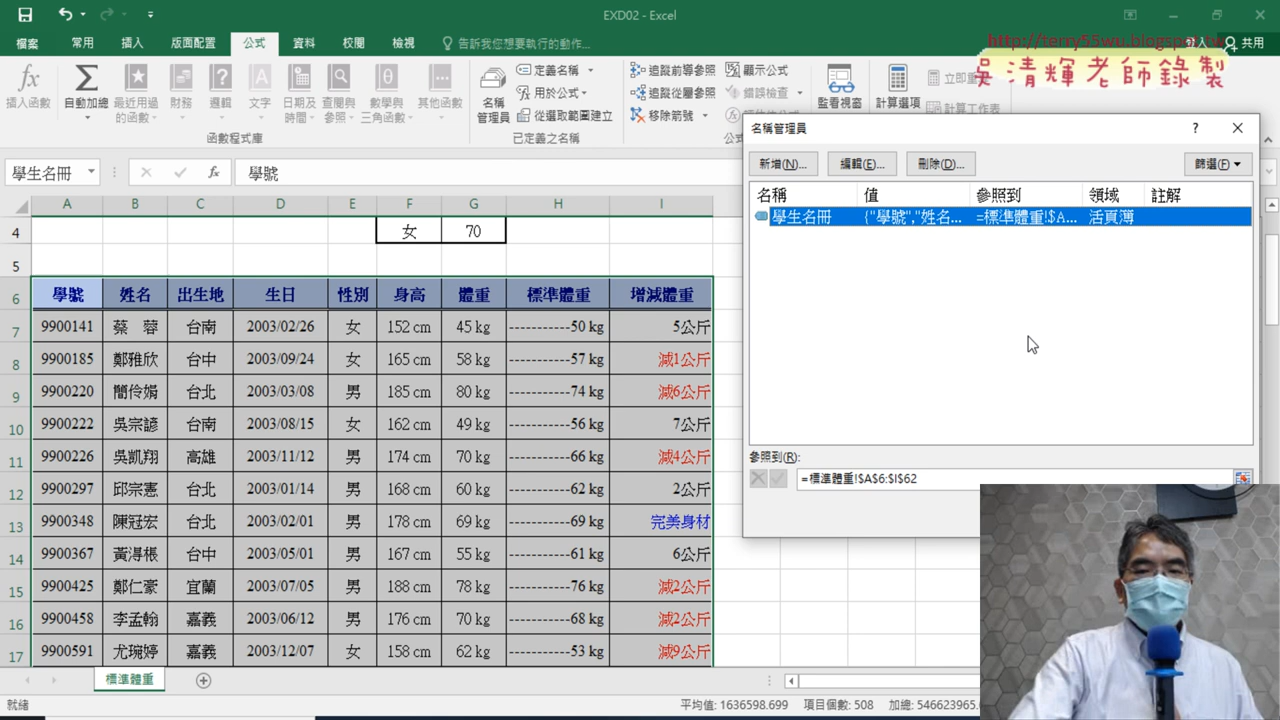 EXD02 - Excel
登入 共用
http://terry55wu.blogspot.tw
吳清輝老師錄製
檔案 常用 插入 版面配置 公式 資料 校閱 檢視 告訴我您想要執行的動作...
插入函數 自動加總 最近用過的函數 財務 邏輯 文字 日期及時間 查閱與參照 數學與三角函數 其他函數
函數程式庫
名稱管理員 定義名稱 用於公式 從選取範圍建立
已定義之名稱
追蹤前導參照 追蹤從屬參照 移除箭號 顯示公式 錯誤檢查
監看視窗 計算選項 計算工作表
學生名冊 fx 學號
A B C D E F G H I
4 女 70
5
6 學號 姓名 出生地 生日 性別 身高 體重 標準體重 增減體重
7 9900141 蔡 蓉 台南 2003/02/26 女 152 cm 45 kg -----------50 kg 5公斤
8 9900185 鄭雅欣 台中 2003/09/24 女 165 cm 58 kg -----------57 kg 減1公斤
9 9900220 簡伶娟 台北 2003/03/08 男 185 cm 80 kg -----------74 kg 減6公斤
10 9900222 吳宗諺 台南 2003/08/15 女 162 cm 49 kg -----------56 kg 7公斤
11 9900226 吳凱翔 高雄 2003/11/12 男 174 cm 70 kg -----------66 kg 減4公斤
12 9900297 邱宗憲 台北 2003/01/14 男 168 cm 60 kg -----------62 kg 2公斤
13 9900348 陳冠宏 台北 2003/02/01 男 178 cm 69 kg -----------69 kg 完美身材
14 9900367 黃淂根 台中 2003/05/01 男 167 cm 55 kg -----------61 kg 6公斤
15 9900425 鄭仁豪 宜蘭 2003/07/05 男 188 cm 78 kg -----------76 kg 減2公斤
16 9900458 李孟翰 嘉義 2003/06/12 男 176 cm 70 kg -----------68 kg 減2公斤
17 9900591 尤琬婷 嘉義 2003/12/07 女 158 cm 62 kg -----------53 kg 減9公斤
名稱管理員
新增(N)... 編輯(E)... 刪除(D)... 篩選(F)
名稱 值 參照到 領域 註解
學生名冊 {"學號","姓名... =標準體重!$A... 活頁簿
參照到(R):
=標準體重!$A$6:$I$62
標準體重
就緒 平均值: 1636598.699 項目個數: 508 加總: 546623965.